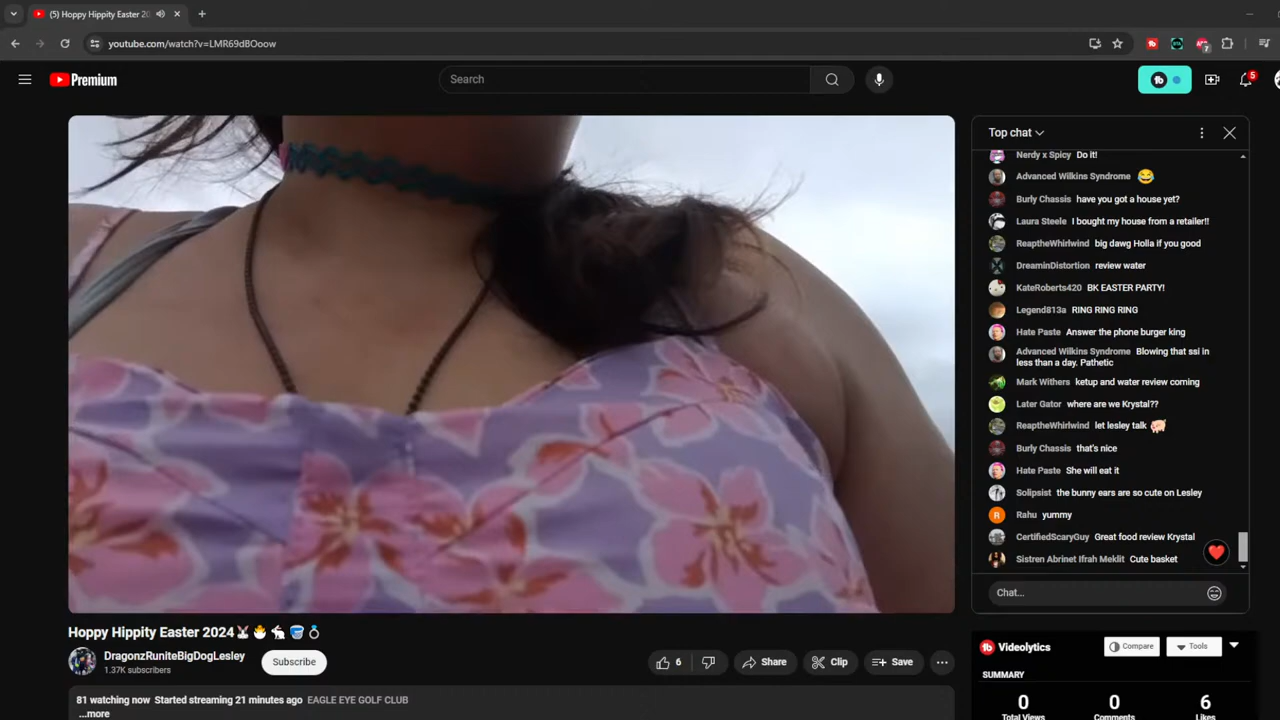 (5) Hoppy Hippity Easter 20
youtube.com/watch?v=LMR69dBOoow
7
Premium
Search
5
Top chat
Nerdy x Spicy Do it!
Advanced Wilkins Syndrome 😂
Burly Chassis have you got a house yet?
Laura Steele I bought my house from a retailer!!
ReaptheWhirlwind big dawg Holla if you good
DreaminDistortion review water
KateRoberts420 BK EASTER PARTY!
Legend813a RING RING RING
Hate Paste Answer the phone burger king
Advanced Wilkins Syndrome Blowing that ssi in
less than a day. Pathetic
Mark Withers ketup and water review coming
Later Gator where are we Krystal??
ReaptheWhirlwind let lesley talk
Burly Chassis that's nice
Hate Paste She will eat it
Solipsist the bunny ears are so cute on Lesley
R
Rahu yummy
CertifiedScaryGuy Great food review Krystal
Sistren Abrinet Ifrah Meklit Cute basket
Chat...
Hoppy Hippity Easter 2024
DragonzRuniteBigDogLesley
1.37K subscribers
Subscribe
6
Share
Clip
Save
81 watching now Started streaming 21 minutes ago EAGLE EYE GOLF CLUB
...more
Videolytics
Compare
Tools
SUMMARY
0
0
6
Total Views
Comments
Likes